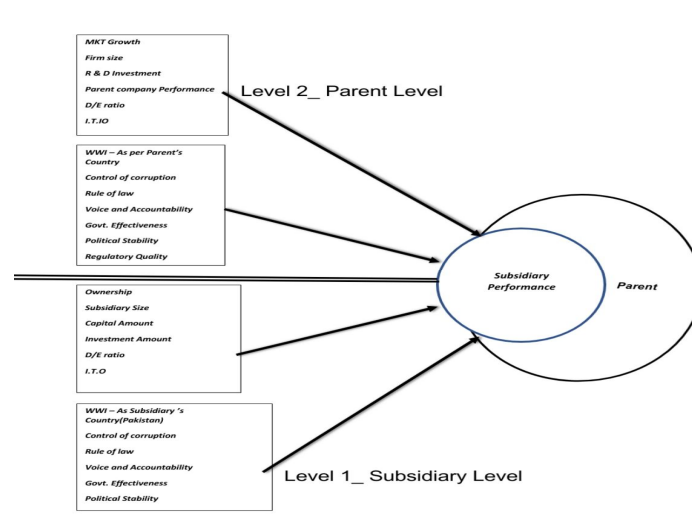 MKT Growth
Firm size
R & D Investment
Parent company Performance
D/E ratio
I.T.IO
Level 2_ Parent Level
WWI – As per Parent's
Country
Control of corruption
Rule of law
Voice and Accountability
Govt. Effectiveness
Political Stability
Regulatory Quality
Subsidiary
Performance
Parent
Ownership
Subsidiary Size
Capital Amount
Investment Amount
D/E ratio
I.T.O
WWI – As Subsidiary 's
Country(Pakistan)
Control of corruption
Rule of law
Voice and Accountability
Govt. Effectiveness
Political Stability
Level 1_ Subsidiary Level